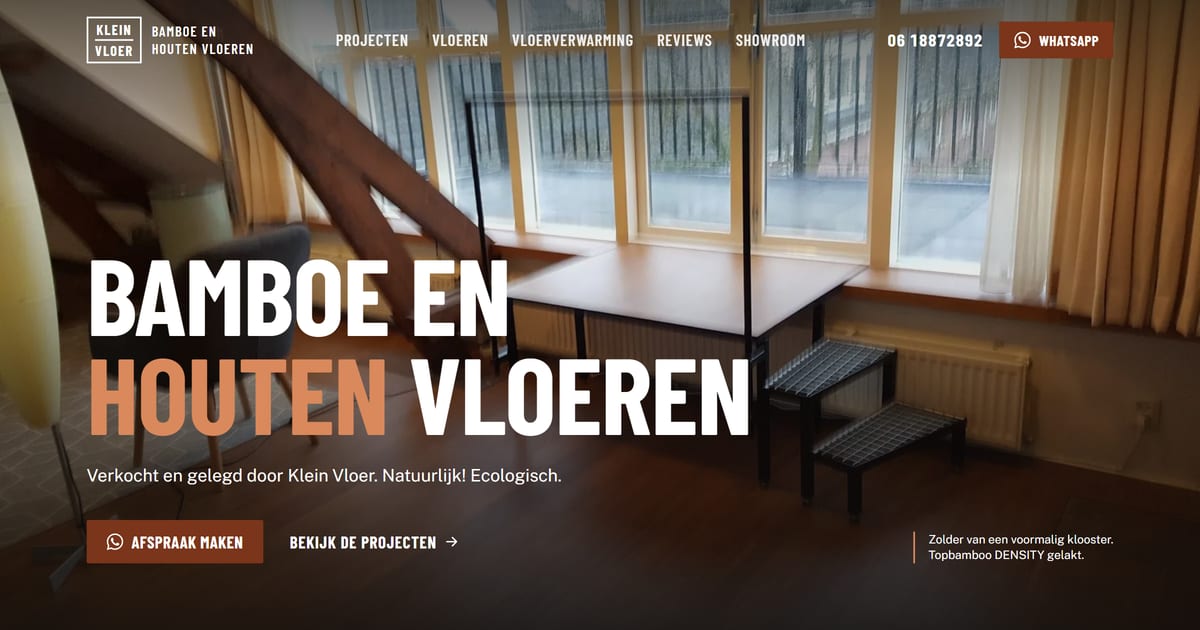 KLEIN
VLOER
BAMBOE EN
HOUTEN VLOEREN
PROJECTEN
VLOEREN
VLOERVERWARMING
REVIEWS
SHOWROOM
06 18872892
WHATSAPP
BAMBOE EN
HOUTEN VLOEREN
Verkocht en gelegd door Klein Vloer. Natuurlijk! Ecologisch.
AFSPRAAK MAKEN
BEKIJK DE PROJECTEN →
Zolder van een voormalig klooster.
Topbamboo DENSITY gelakt.